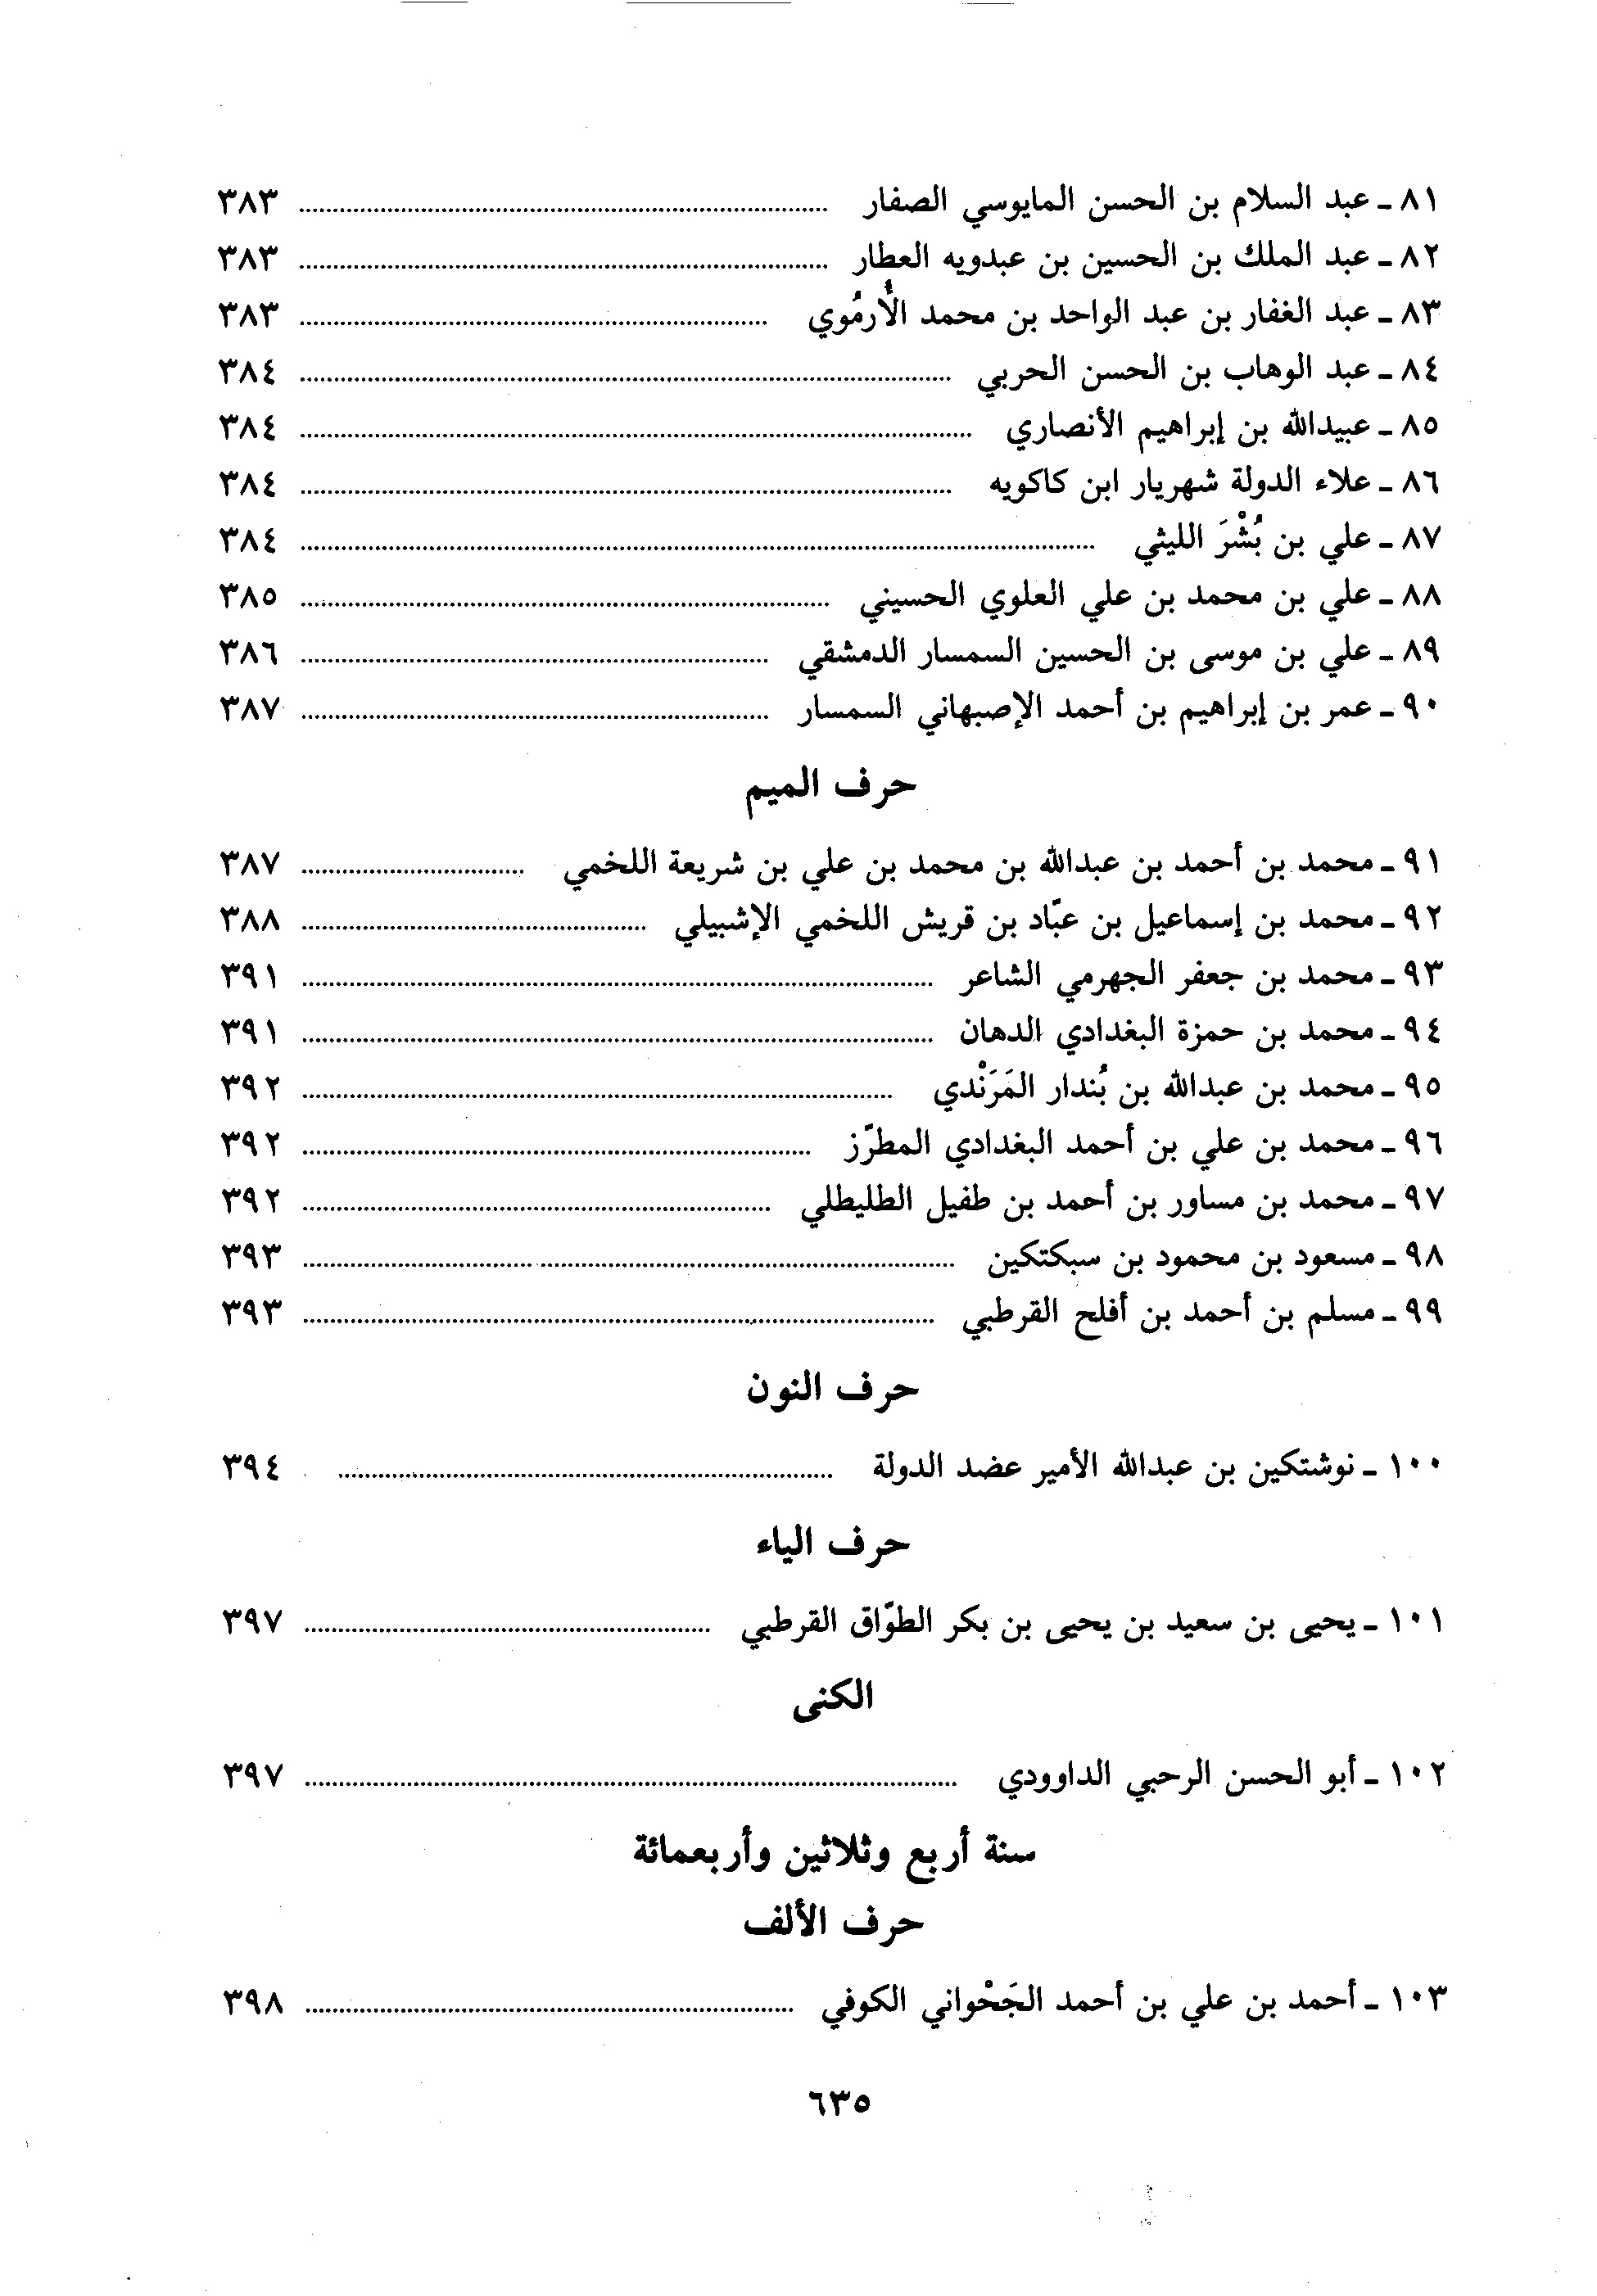 ٨١ ـ عبد السلام بن الحسن المايوسي الصفار ................ ٣٨٣
٨٢ ـ عبد الملك بن الحسين بن عبدويه العطار ................ ٣٨٣
٨٣ ـ عبد الغفار بن عبد الواحد بن محمد الأُرمُوي ................ ٣٨٣
٨٤ ـ عبد الوهاب بن الحسن الحربي ................ ٣٨٤
٨٥ ـ عبيدالله بن إبراهيم الأنصاري ................ ٣٨٤
٨٦ ـ علاء الدولة شهريار ابن كاكويه ................ ٣٨٤
٨٧ ـ علي بن بُشْرَ الليثي ................ ٣٨٤
٨٨ ـ علي بن محمد بن علي العلوي الحسيني ................ ٣٨٥
٨٩ ـ علي بن موسى بن الحسين السمسار الدمشقي ................ ٣٨٦
٩٠ ـ عمر بن إبراهيم بن أحمد الإصبهاني السمسار ................ ٣٨٧
حرف الميم
٩١ ـ محمد بن أحمد بن عبدالله بن محمد بن علي بن شريعة اللخمي ................ ٣٨٧
٩٢ ـ محمد بن إسماعيل بن عبّاد بن قريش اللخمي الإشبيلي ................ ٣٨٨
٩٣ ـ محمد بن جعفر الجهرمي الشاعر ................ ٣٩١
٩٤ ـ محمد بن حمزة البغدادي الدهان ................ ٣٩١
٩٥ ـ محمد بن عبدالله بن بُندار المَرَنْدي ................ ٣٩٢
٩٦ ـ محمد بن علي بن أحمد البغدادي المطرّز ................ ٣٩٢
٩٧ ـ محمد بن مساور بن أحمد بن طفيل الطليطلي ................ ٣٩٢
٩٨ ـ مسعود بن محمود بن سبكتكين ................ ٣٩٣
٩٩ ـ مسلم بن أحمد بن أفلح القرطبي ................ ٣٩٣
حرف النون
١٠٠ ـ نوشتكين بن عبدالله الأمير عضد الدولة ................ ٣٩٤
حرف الياء
١٠١ ـ يحيى بن سعيد بن يحيى بن بكر الطوّاق القرطبي ................ ٣٩٧
الكنى
١٠٢ ـ أبو الحسن الرحبي الداوودي ................ ٣٩٧
سنة أربع وثلاثين وأربعمائة
حرف الألف
١٠٣ ـ أحمد بن علي بن أحمد الجَحْواني الكوفي ................ ٣٩٨
٦٣٥